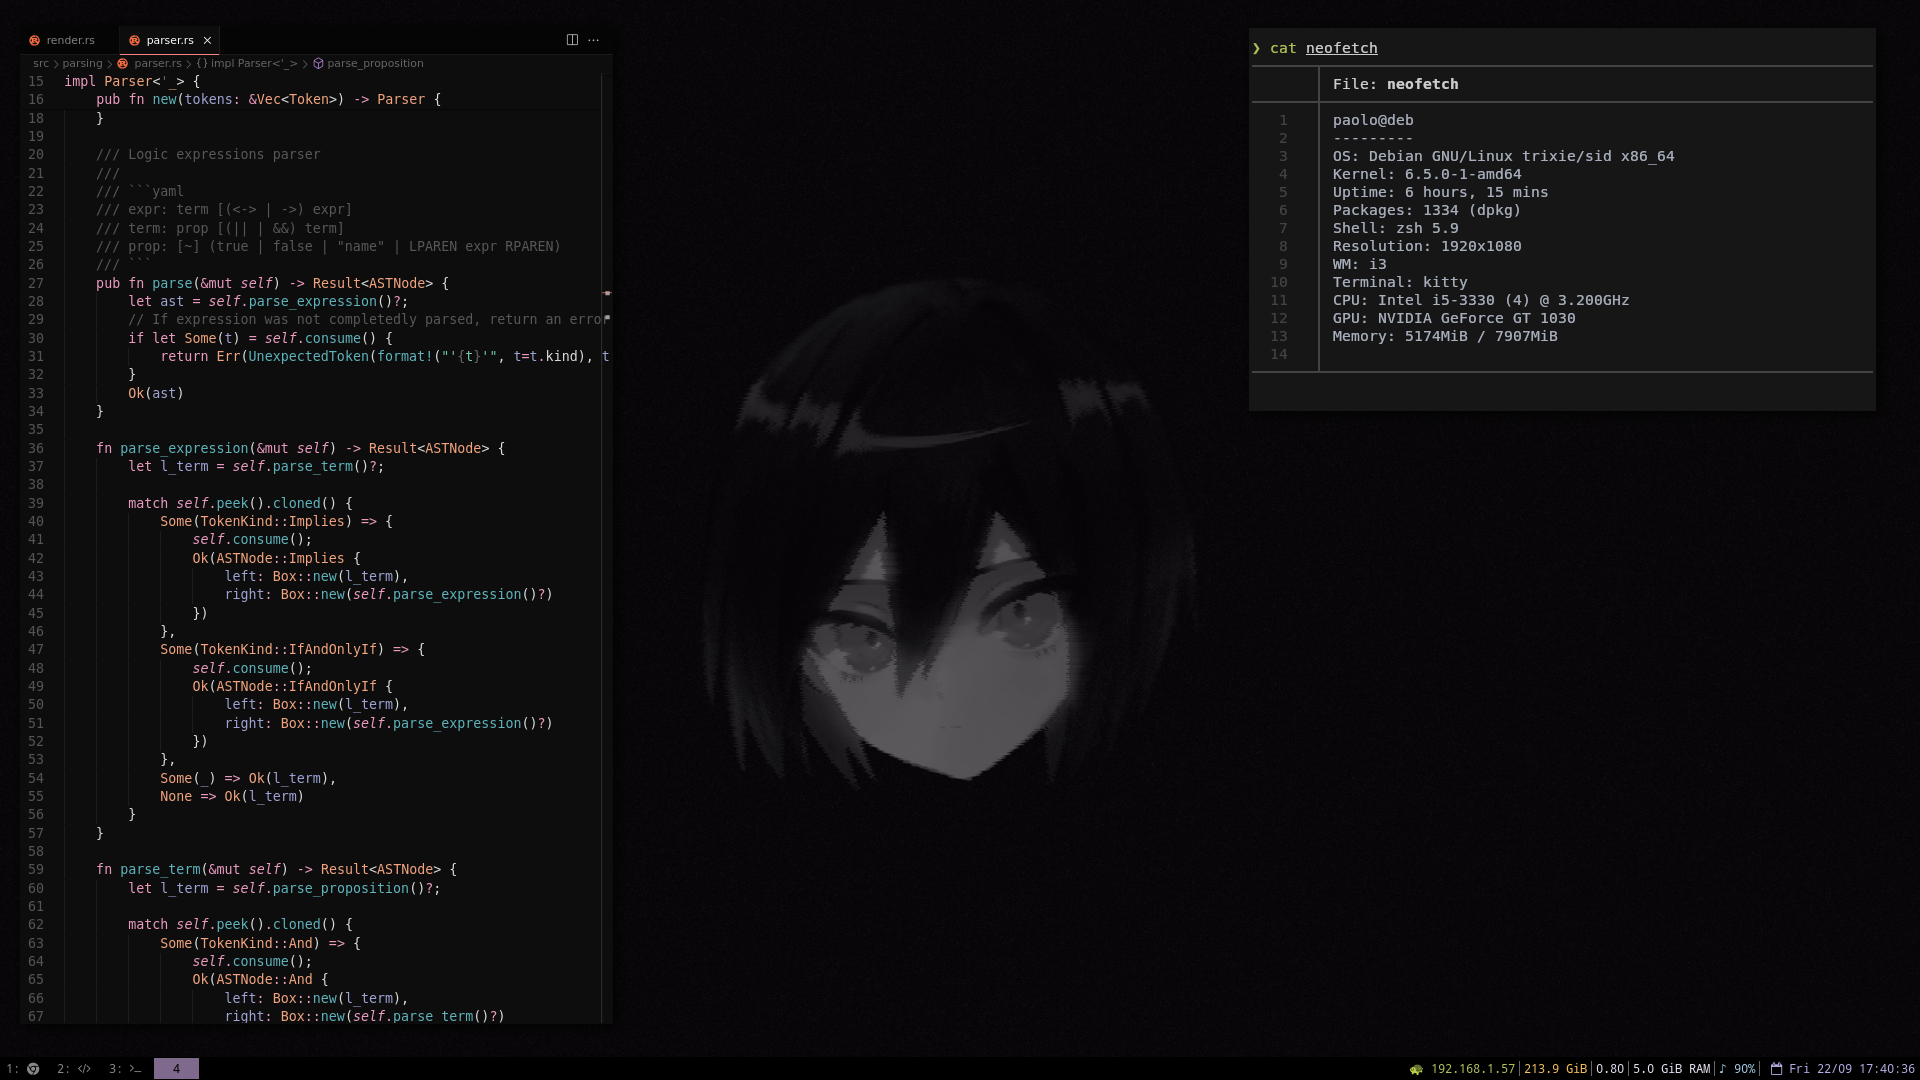 render.rs
parser.rs
src > parsing > parser.rs > {} impl Parser<'_> > parse_proposition
15 impl Parser<'_> {
16     pub fn new(tokens: &Vec<Token>) -> Parser {
18     }
19
20     /// Logic expressions parser
21     ///
22     /// ```yaml
23     /// expr: term [(<-> | ->) expr]
24     /// term: prop [(|| | &&) term]
25     /// prop: [~] (true | false | "name" | LPAREN expr RPAREN)
26     /// ```
27     pub fn parse(&mut self) -> Result<ASTNode> {
28         let ast = self.parse_expression()?;
29         // If expression was not completedly parsed, return an error
30         if let Some(t) = self.consume() {
31             return Err(UnexpectedToken(format!("'{t}'", t=t.kind), t
32         }
33         Ok(ast)
34     }
35
36     fn parse_expression(&mut self) -> Result<ASTNode> {
37         let l_term = self.parse_term()?;
38
39         match self.peek().cloned() {
40             Some(TokenKind::Implies) => {
41                 self.consume();
42                 Ok(ASTNode::Implies {
43                     left: Box::new(l_term),
44                     right: Box::new(self.parse_expression()?)
45                 })
46             },
47             Some(TokenKind::IfAndOnlyIf) => {
48                 self.consume();
49                 Ok(ASTNode::IfAndOnlyIf {
50                     left: Box::new(l_term),
51                     right: Box::new(self.parse_expression()?)
52                 })
53             },
54             Some(_) => Ok(l_term),
55             None => Ok(l_term)
56         }
57     }
58
59     fn parse_term(&mut self) -> Result<ASTNode> {
60         let l_term = self.parse_proposition()?;
61
62         match self.peek().cloned() {
63             Some(TokenKind::And) => {
64                 self.consume();
65                 Ok(ASTNode::And {
66                     left: Box::new(l_term),
67                     right: Box::new(self.parse_term()?)
❯ cat neofetch
File: neofetch
1 paolo@deb
2 ---------
3 OS: Debian GNU/Linux trixie/sid x86_64
4 Kernel: 6.5.0-1-amd64
5 Uptime: 6 hours, 15 mins
6 Packages: 1334 (dpkg)
7 Shell: zsh 5.9
8 Resolution: 1920x1080
9 WM: i3
10 Terminal: kitty
11 CPU: Intel i5-3330 (4) @ 3.200GHz
12 GPU: NVIDIA GeForce GT 1030
13 Memory: 5174MiB / 7907MiB
14
1: 2: </> 3: >_ 4
192.168.1.57|213.9 GiB|0.80|5.0 GiB RAM|♪ 90%| Fri 22/09 17:40:36